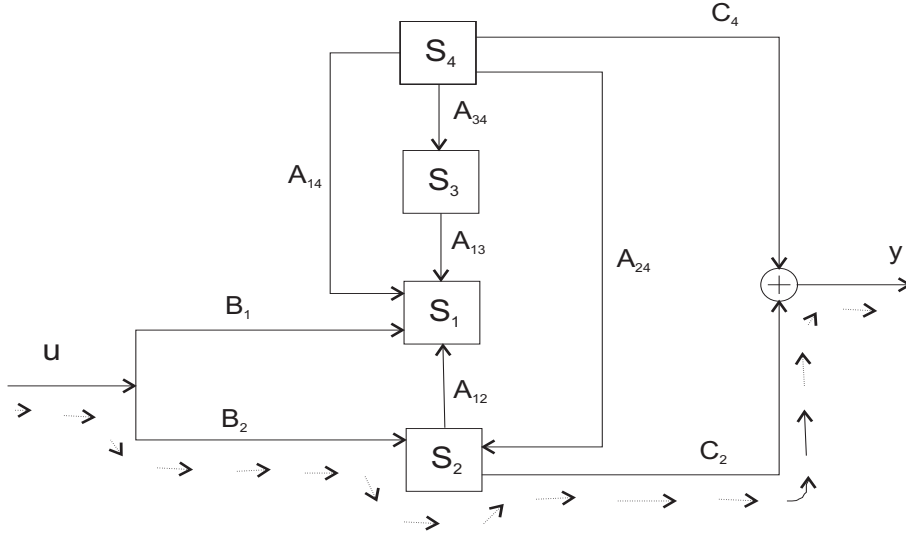 C₄
S₄
A₃₄
A₁₄
S₃
A₁₃
A₂₄
y
S₁
B₁
u
A₁₂
B₂
S₂
C₂